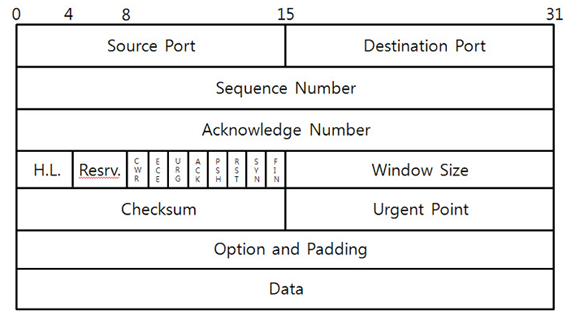 0 4 8 15 31
Source Port Destination Port
Sequence Number
Acknowledge Number
H.L. Resrv. CWR ECE URG ACK PSH RST SYN FIN Window Size
Checksum Urgent Point
Option and Padding
Data